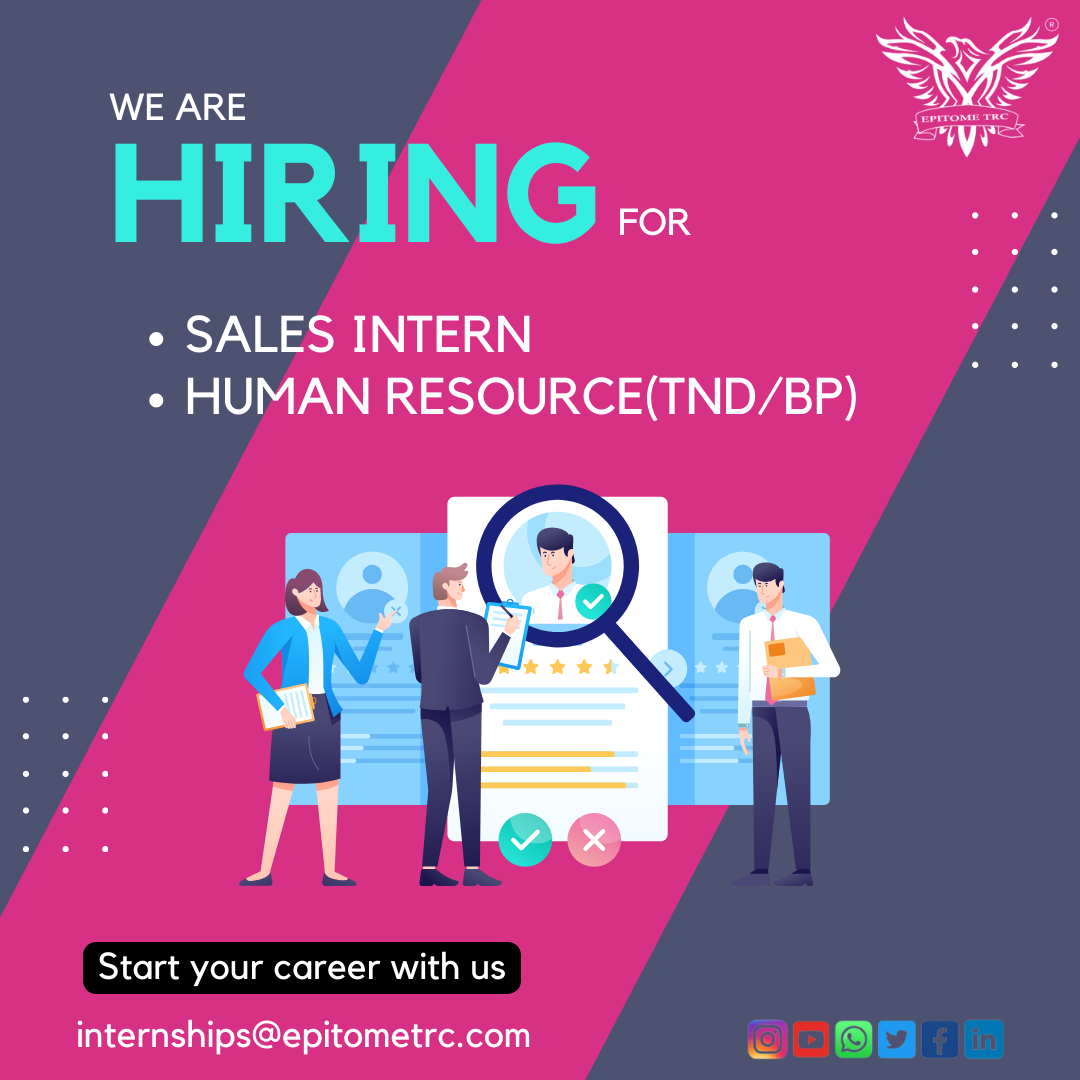 EPITOME TRC
®
WE ARE
HIRING FOR
• SALES INTERN
• HUMAN RESOURCE(TND/BP)
Start your career with us
internships@epitometrc.com